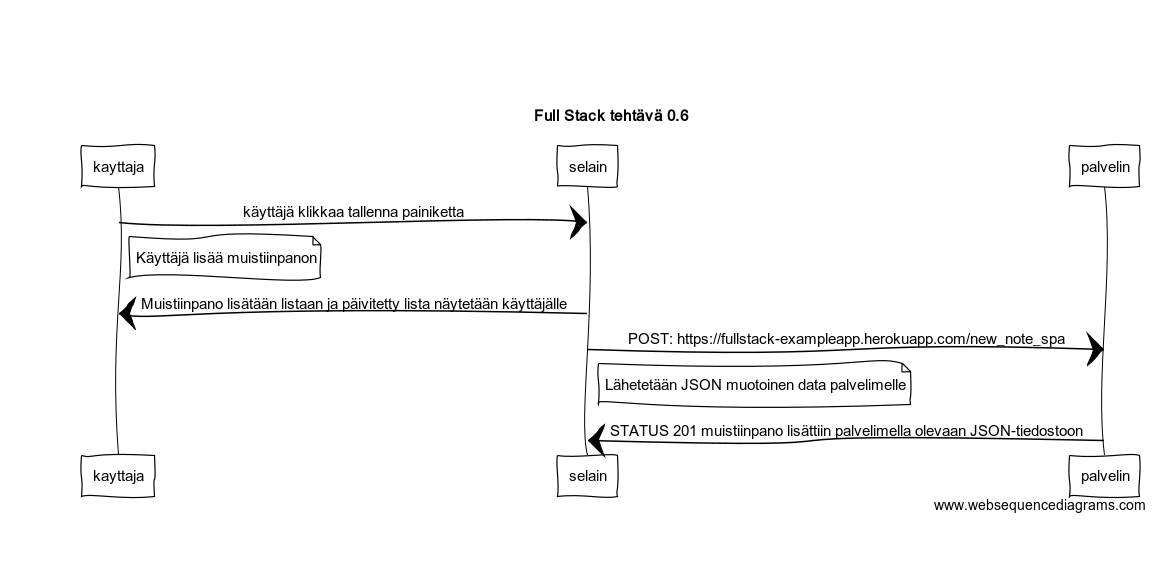 Full Stack tehtävä 0.6
kayttaja
selain
palvelin
käyttäjä klikkaa tallenna painiketta
Käyttäjä lisää muistiinpanon
Muistiinpano lisätään listaan ja päivitetty lista näytetään käyttäjälle
POST: https://fullstack-exampleapp.herokuapp.com/new_note_spa
Lähetetään JSON muotoinen data palvelimelle
STATUS 201 muistiinpano lisättiin palvelimella olevaan JSON-tiedostoon
kayttaja
selain
palvelin
www.websequencediagrams.com